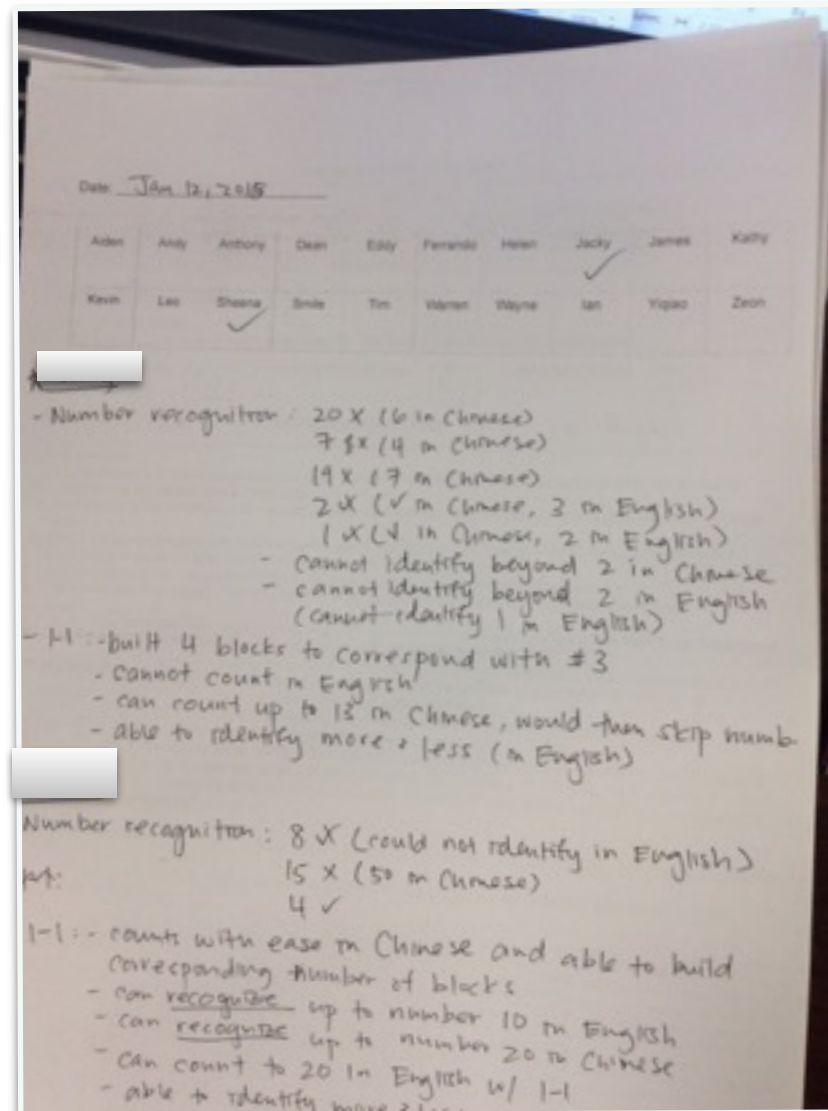 Date: Jan 12, 2015
Aiden Andy Anthony Dean Eddy Fernando Helen Jacky James Kathy
✓
Kevin Leo Sheena Smile Tim Warren Wayne Ian Yiqiao Zeon
✓
- Number recognition: 20 X (6 in Chinese)
7 X (4 in Chinese)
19 X (7 in Chinese)
2 X (✓ in Chinese, 3 in English)
1 X (✓ in Chinese, 2 in English)
- cannot identify beyond 2 in Chinese
- cannot identify beyond 2 in English
(cannot identify 1 in English)
- 1-1: - built 4 blocks to correspond with #3
- cannot count in English
- can count up to 13 in Chinese, would then skip numb
- able to identify more & less (in English)
Number recognition: 8 X (could not identify in English)
15 X (50 in Chinese)
4 ✓
1-1: - counts with ease in Chinese and able to build
corresponding number of blocks
- can recognize up to number 10 in English
- can recognize up to number 20 in Chinese
- can count to 20 in English w/ 1-1
- able to identify more